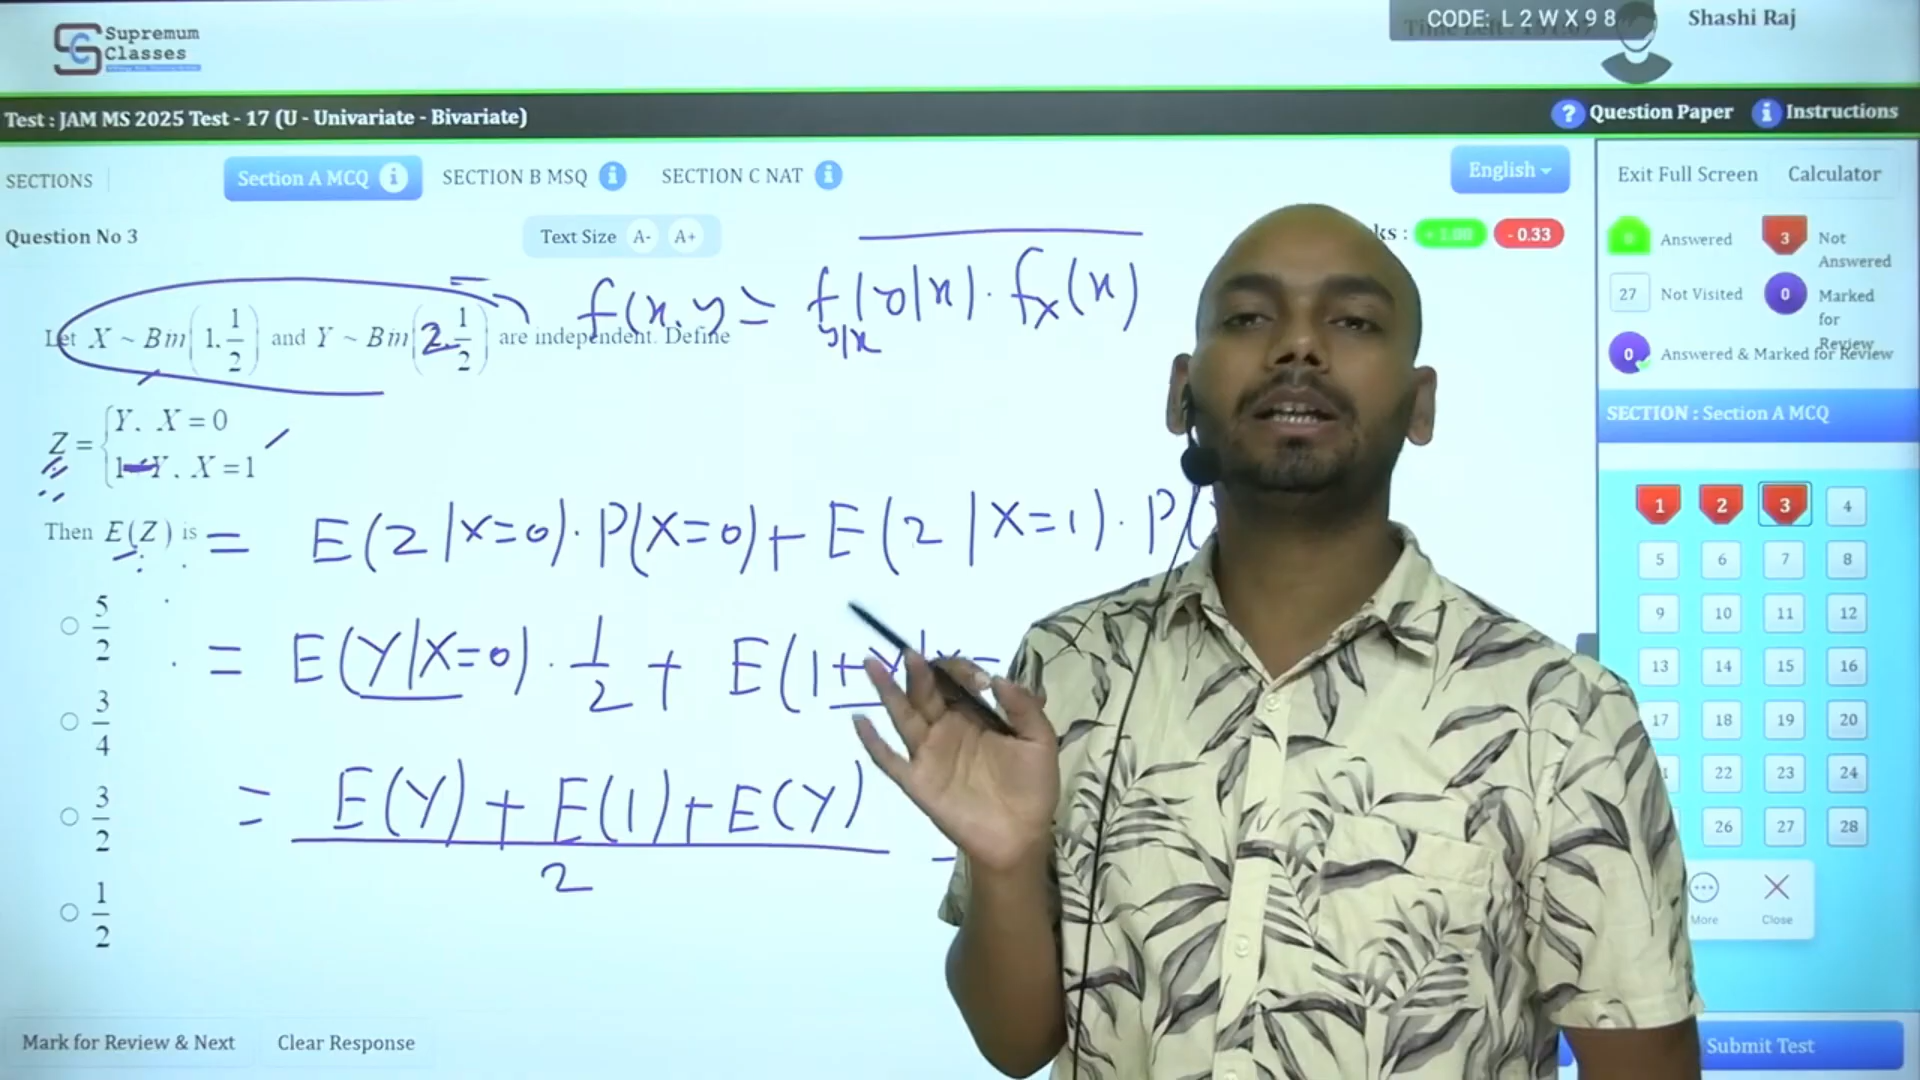 Supremum
Classes
CODE: L 2 W X 9 8
Shashi Raj
Test : JAM MS 2025 Test - 17 (U - Univariate - Bivariate)
? Question Paper i Instructions
SECTIONS
Section A MCQ i
SECTION B MSQ i
SECTION C NAT i
English
Exit Full Screen
Calculator
Question No 3
Text Size A- A+
ks : + 1.00 - 0.33
0 Answered
3 Not Answered
27 Not Visited
0 Marked for Review
0 Answered & Marked for Review
f(x,y) = f y|x (y|x) . f X (x)
Let X ~ Bin(1, 1/2) and Y ~ Bin(2, 1/2) are independent. Define
Z = { Y, X = 0
1 - Y, X = 1
SECTION : Section A MCQ
Then E(Z) is = E(Z|X=0) . P(X=0) + E(Z|X=1) . P(
= E(Y|X=0) . 1/2 + E(1+Y|X=
= E(Y) + E(1) + E(Y) / 2
5/2
3/4
3/2
1/2
1 2 3 4
5 6 7 8
9 10 11 12
13 14 15 16
17 18 19 20
1 22 23 24
26 27 28
More
Close
Mark for Review & Next
Clear Response
Submit Test